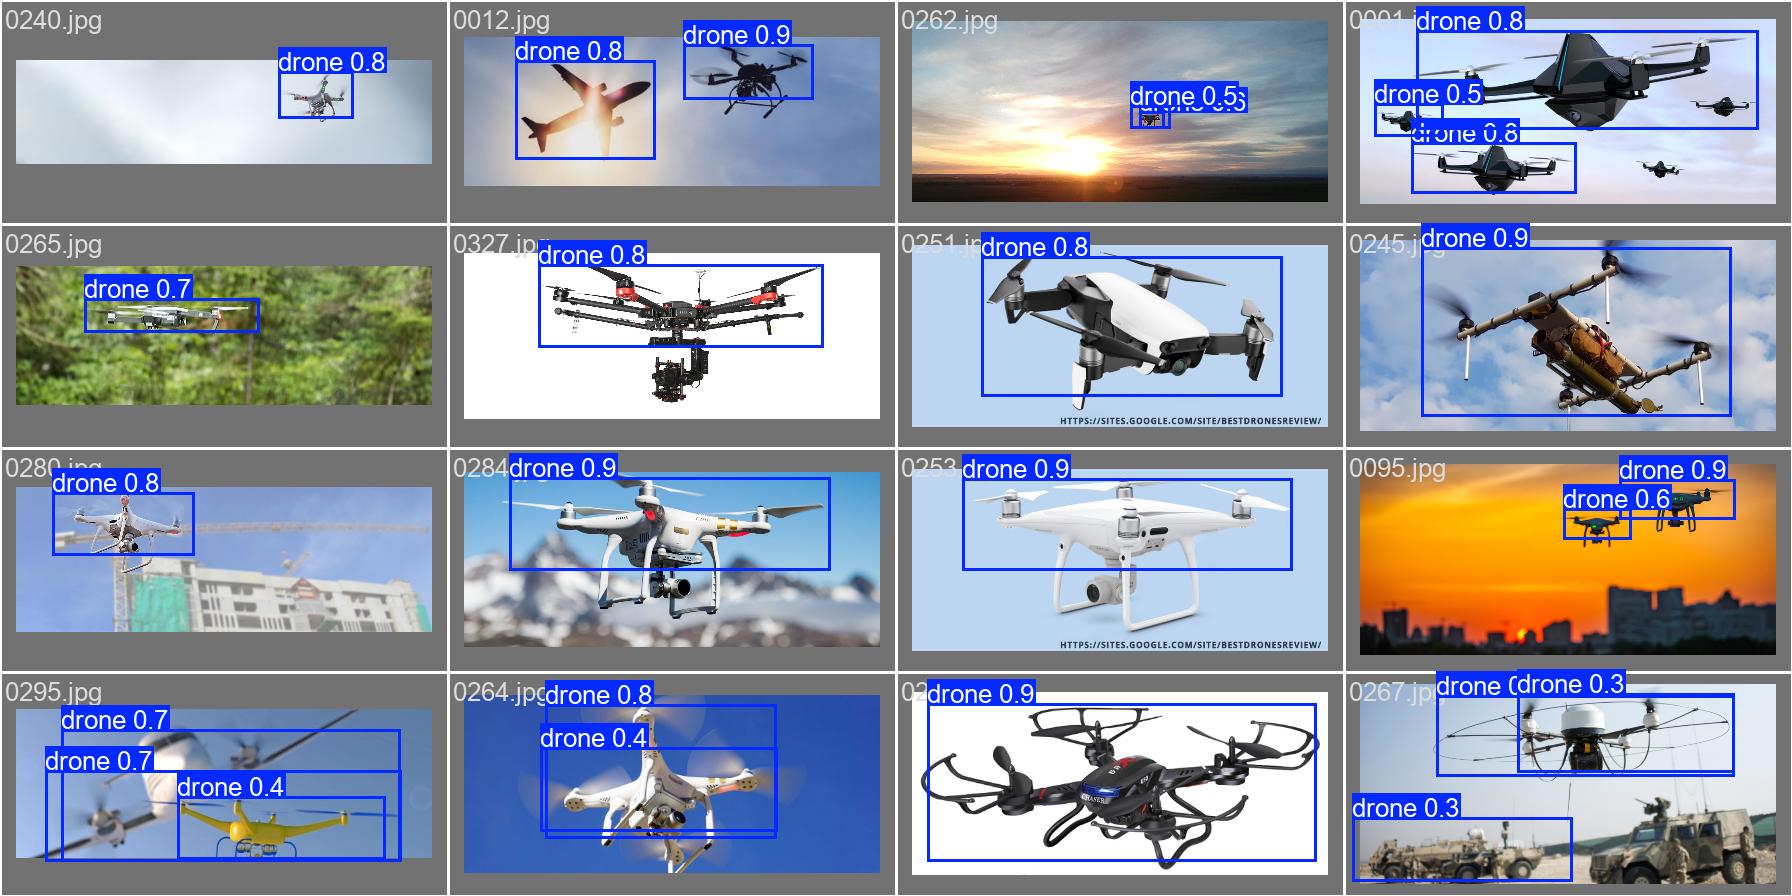 0240.jpg
drone 0.8
0012.jpg
drone 0.8
drone 0.9
0262.jpg
drone 0.5
0001
drone 0.8
drone 0.5
drone 0.8
0265.jpg
drone 0.7
0327.jp
drone 0.8
0251.jp
drone 0.8
HTTPS://SITES.GOOGLE.COM/SITE/BESTDRONESREVIEW/
0245.j
drone 0.9
0280.jpg
drone 0.8
0284
drone 0.9
0253
drone 0.9
HTTPS://SITES.GOOGLE.COM/SITE/BESTDRONESREVIEW/
0095.jpg
drone 0.9
drone 0.6
0295.jpg
drone 0.7
drone 0.7
drone 0.4
0264.jpg
drone 0.8
drone 0.4
drone 0.9
CHASER
0267.jpg
drone
drone 0.3
drone 0.3